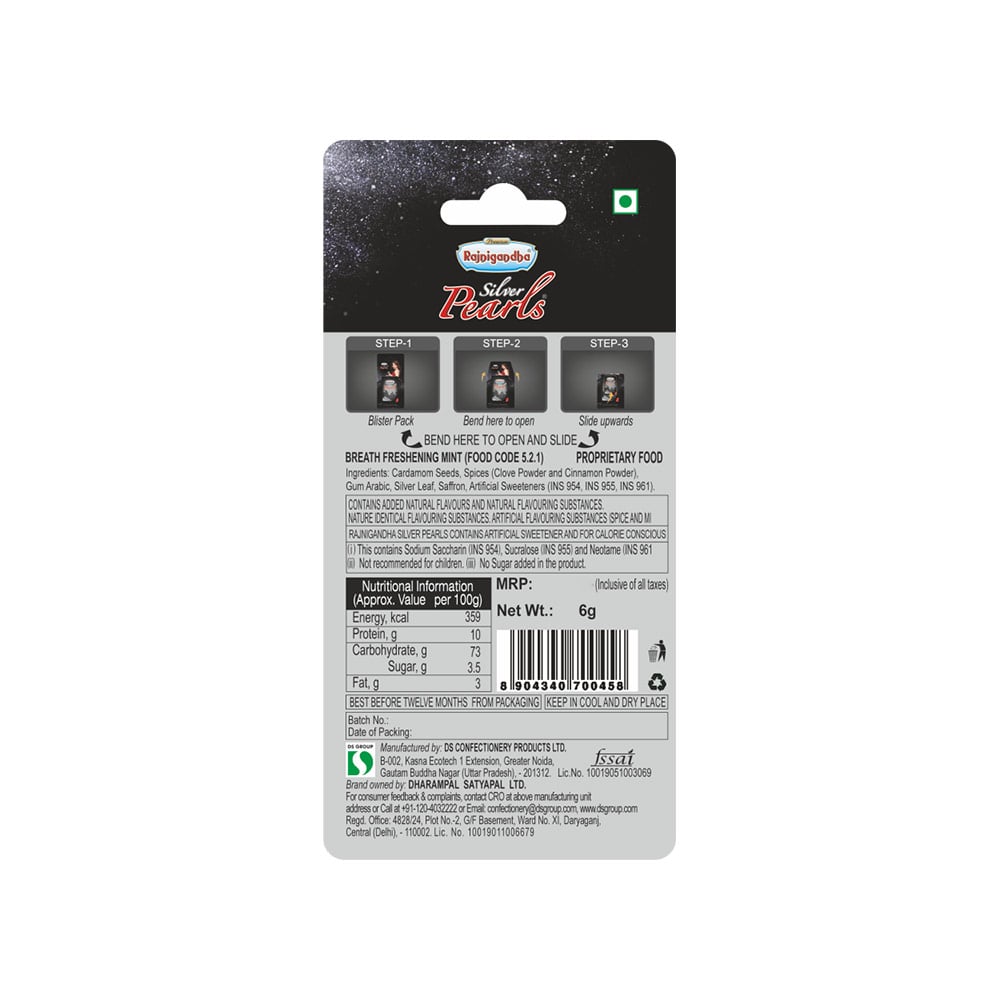 Premium
Rajnigandha
Silver
Pearls
STEP-1 STEP-2 STEP-3
Blister Pack Bend here to open Slide upwards
BEND HERE TO OPEN AND SLIDE
BREATH FRESHENING MINT (FOOD CODE 5.2.1) PROPRIETARY FOOD
Ingredients: Cardamom Seeds, Spices (Clove Powder and Cinnamon Powder),
Gum Arabic, Silver Leaf, Saffron, Artificial Sweeteners (INS 954, INS 955, INS 961).
CONTAINS ADDED NATURAL FLAVOURS AND NATURAL FLAVOURING SUBSTANCES.
NATURE IDENTICAL FLAVOURING SUBSTANCES. ARTIFICIAL FLAVOURING SUBSTANCES (SPICE AND MI
RAJNIGANDHA SILVER PEARLS CONTAINS ARTIFICIAL SWEETENER AND FOR CALORIE CONSCIOUS
(i) This contains Sodium Saccharin (INS 954), Sucralose (INS 955) and Neotame (INS 961
(ii) Not recommended for children. (iii) No Sugar added in the product.
Nutritional Information
(Approx. Value per 100g)
Energy, kcal 359
Protein, g 10
Carbohydrate, g 73
Sugar, g 3.5
Fat, g 3
MRP: (Inclusive of all taxes)
Net Wt.: 6g
8 904340 700458
BEST BEFORE TWELVE MONTHS FROM PACKAGING KEEP IN COOL AND DRY PLACE
Batch No.:
Date of Packing:
DS GROUP
Manufactured by: DS CONFECTIONERY PRODUCTS LTD.
B-002, Kasna Ecotech 1 Extension, Greater Noida,
Gautam Buddha Nagar (Uttar Pradesh), - 201312.
fssai
Lic.No. 10019051003069
Brand owned by: DHARAMPAL SATYAPAL LTD.
For consumer feedback & complaints, contact CRO at above manufacturing unit
address or Call at +91-120-4032222 or Email: confectionery@dsgroup.com, www.dsgroup.com
Regd. Office: 4828/24, Plot No.-2, G/F Basement, Ward No. XI, Daryaganj,
Central (Delhi), - 110002. Lic. No. 10019011006679